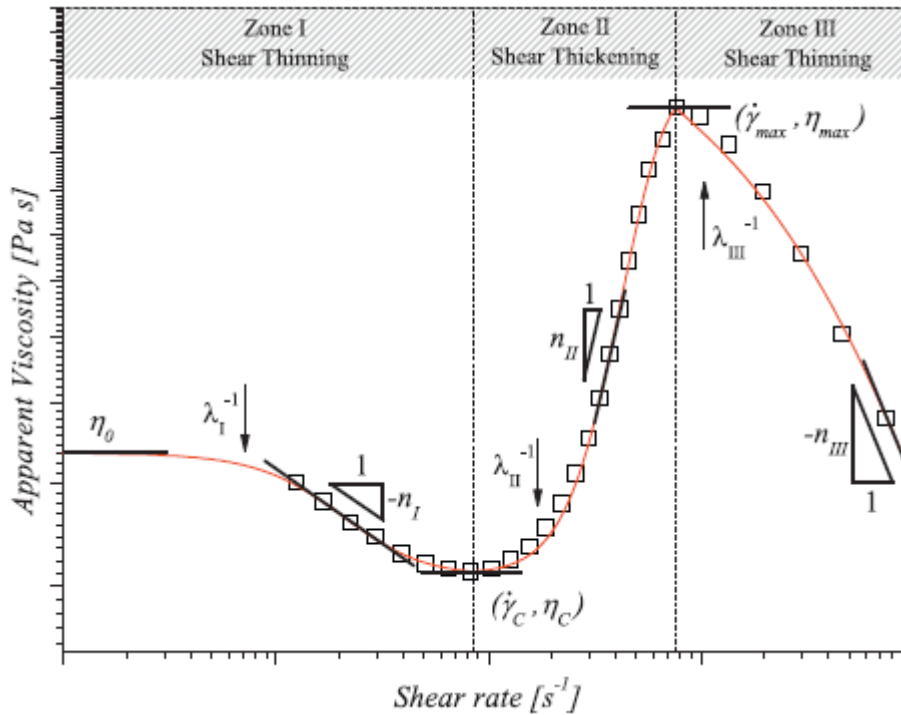 Zone I
Shear Thinning
Zone II
Shear Thickening
Zone III
Shear Thinning
(γ̇max , ηmax)
λIII⁻¹
1
nII
η0
λI⁻¹
1
-nI
λII⁻¹
-nIII
1
(γ̇C , ηC)
Apparent Viscosity [Pa s]
Shear rate [s⁻¹]